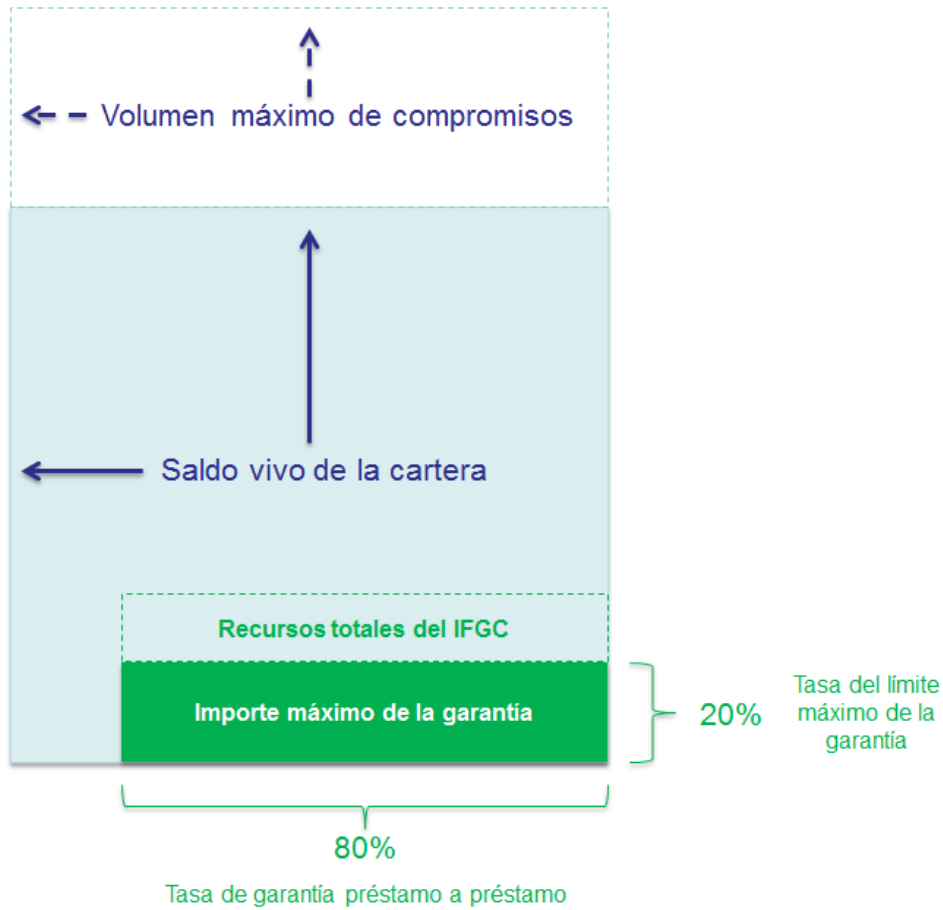 Volumen máximo de compromisos
Saldo vivo de la cartera
Recursos totales del IFGC
Importe máximo de la garantía
20%
Tasa del límite
máximo de la
garantía
80%
Tasa de garantía préstamo a préstamo